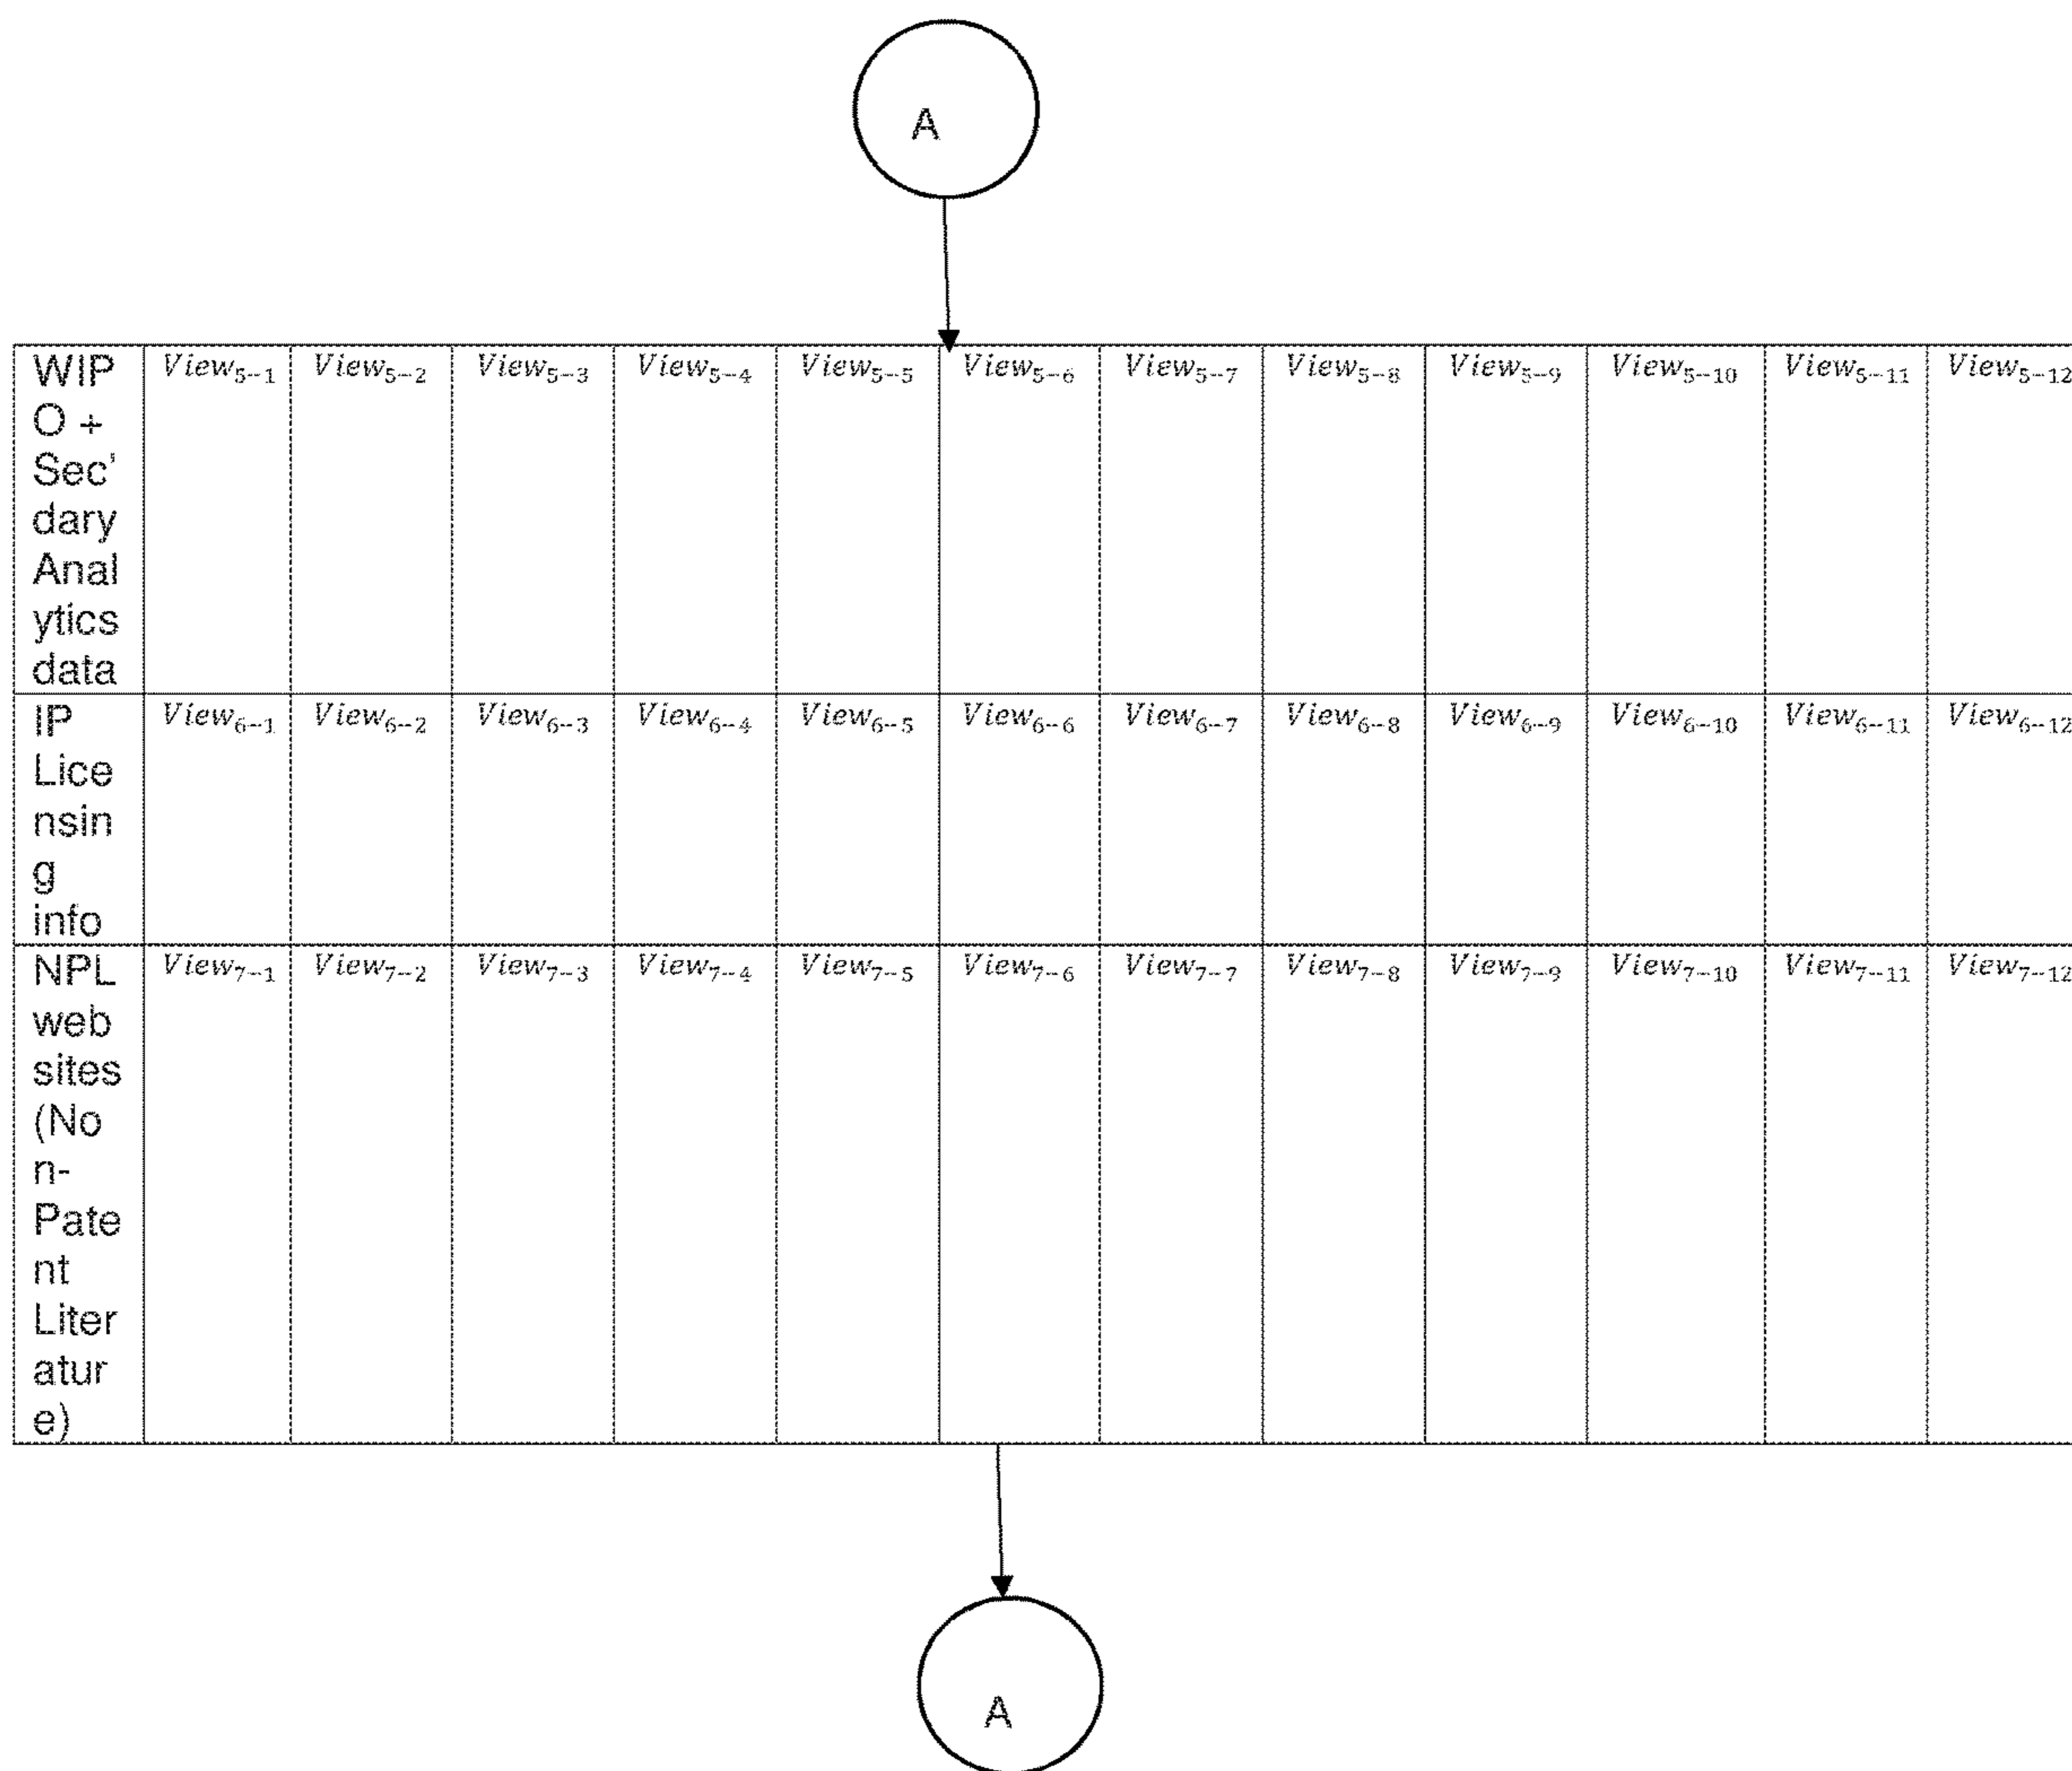 A
WIP View5-1 View5-2 View5-3 View5-4 View5-5 View5-6 View5-7 View5-8 View5-9 View5-10 View5-11 View5-12
O +
Sec'
dary
Anal
ytics
data
IP View6-1 View6-2 View6-3 View6-4 View6-5 View6-6 View6-7 View6-8 View6-9 View6-10 View6-11 View6-12
Lice
nsin
g
info
NPL View7-1 View7-2 View7-3 View7-4 View7-5 View7-6 View7-7 View7-8 View7-9 View7-10 View7-11 View7-12
web
sites
(No
n-
Pate
nt
Liter
atur
e)
A